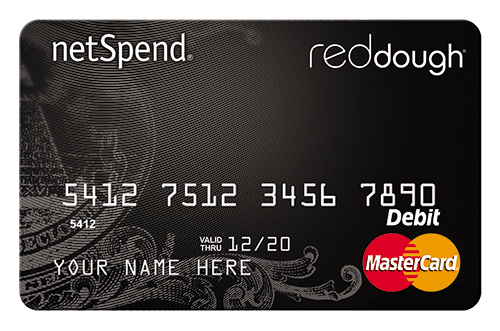 netSpend® reddough®
5412 7512 3456 7890
5412
Debit
VALID THRU 12/20
YOUR NAME HERE
MasterCard